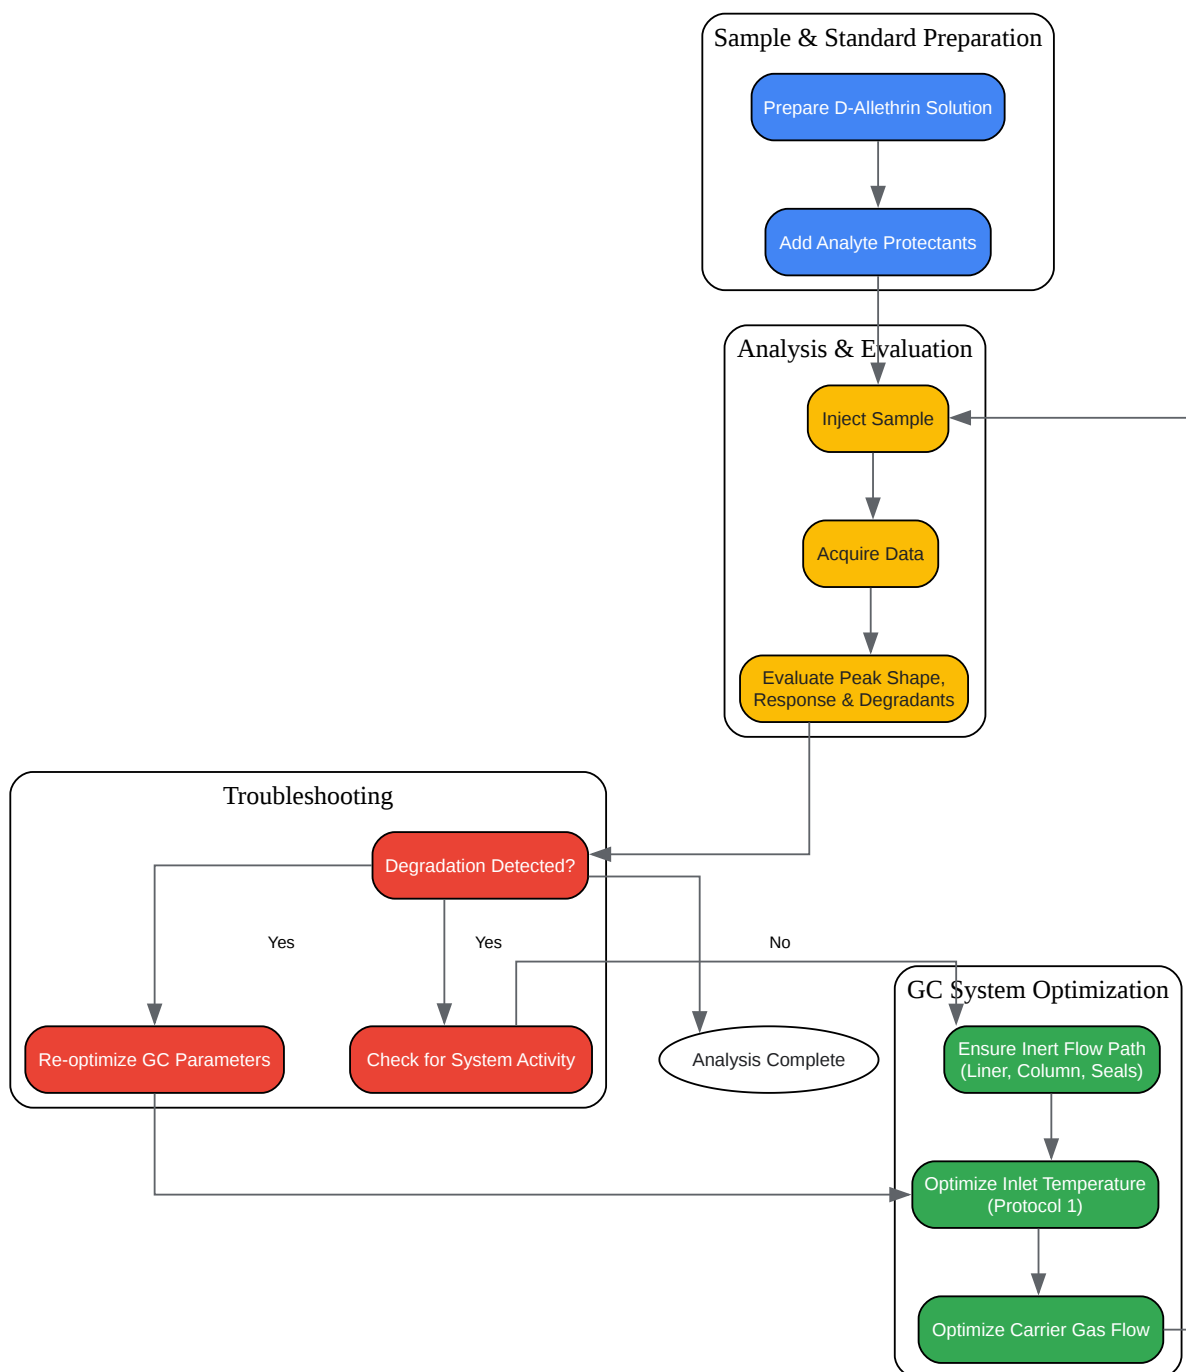 Sample & Standard Preparation
Prepare D-Allethrin Solution
Add Analyte Protectants
Analysis & Evaluation
Inject Sample
Acquire Data
Evaluate Peak Shape,
Response & Degradants
Troubleshooting
Degradation Detected?
Yes
Yes
No
Re-optimize GC Parameters
Check for System Activity
Analysis Complete
GC System Optimization
Ensure Inert Flow Path
(Liner, Column, Seals)
Optimize Inlet Temperature
(Protocol 1)
Optimize Carrier Gas Flow